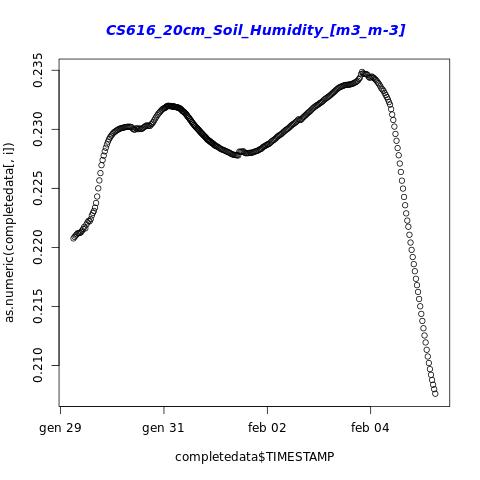 CS616_20cm_Soil_Humidity_[m3_m-3]
as.numeric(completedata[, i])
0.235
0.230
0.225
0.220
0.215
0.210
gen 29 gen 31 feb 02 feb 04
completedata$TIMESTAMP